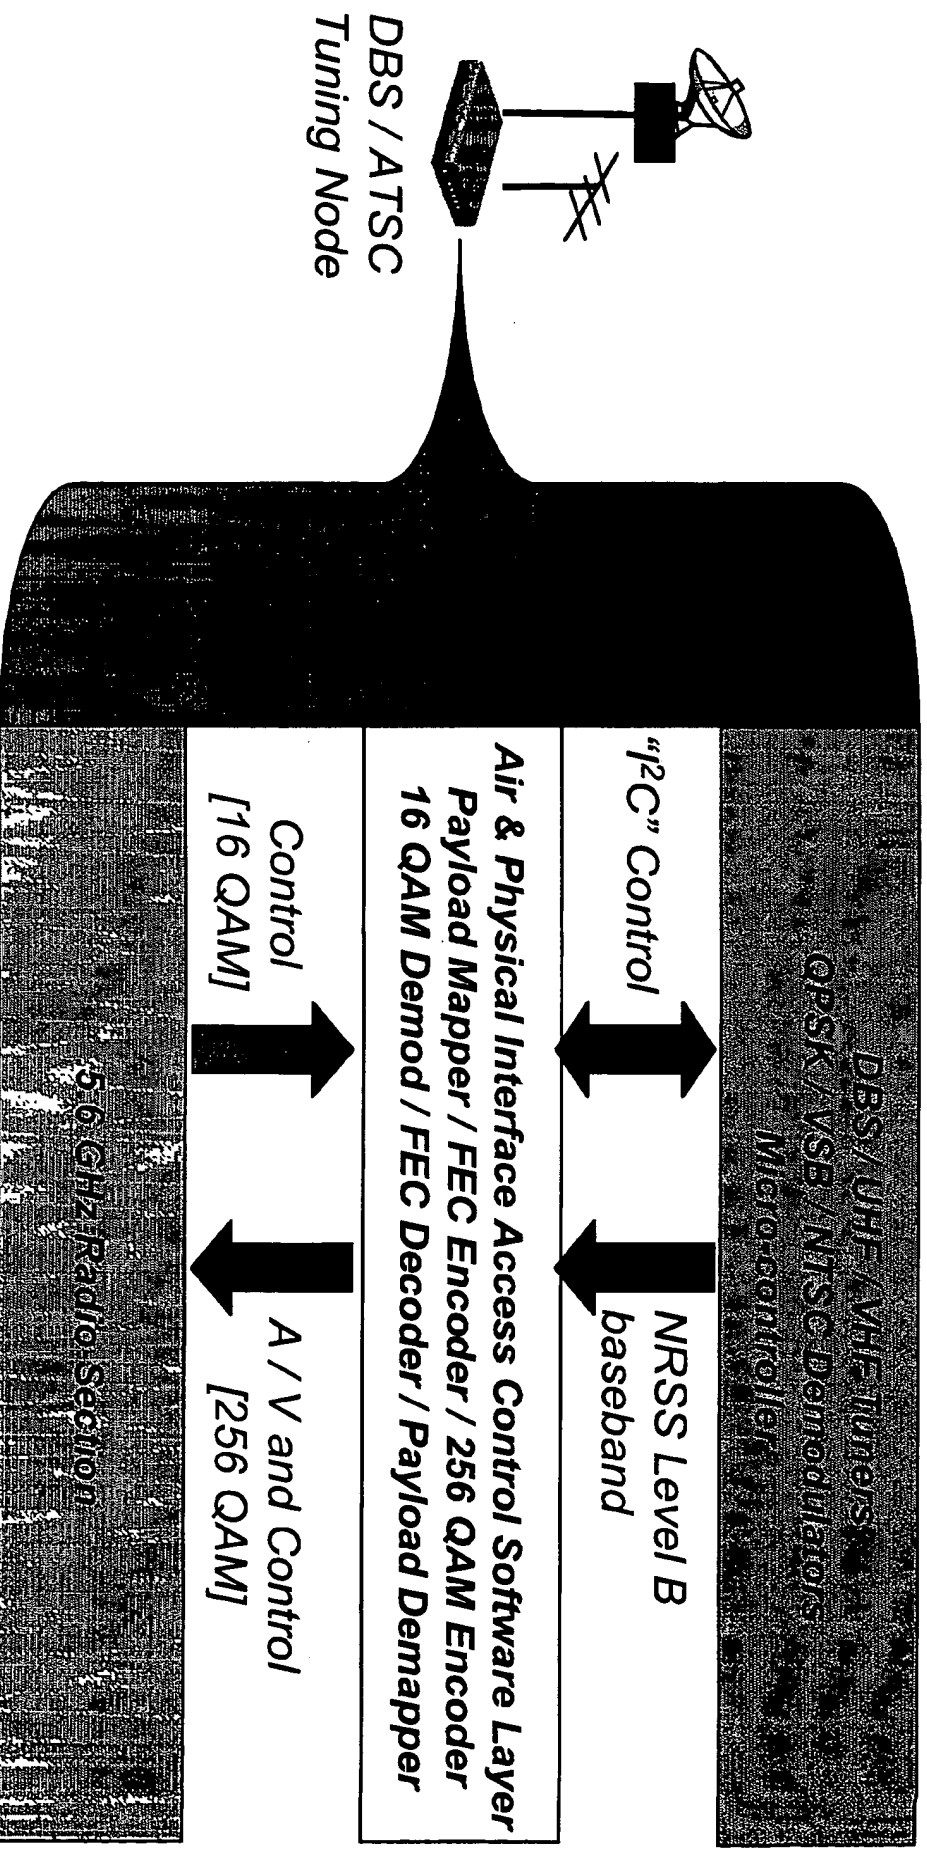 DBS / ATSC
Tuning Node
DBS / UHF / VHF Tuners
QPSK / VSB / NTSC Demodulators
Micro-controller
“I²C” Control
NRSS Level B
baseband
Air & Physical Interface Access Control Software Layer
Payload Mapper / FEC Encoder / 256 QAM Encoder
16 QAM Demod / FEC Decoder / Payload Demapper
Control
[16 QAM]
A / V and Control
[256 QAM]
5.6 GHz Radio Section